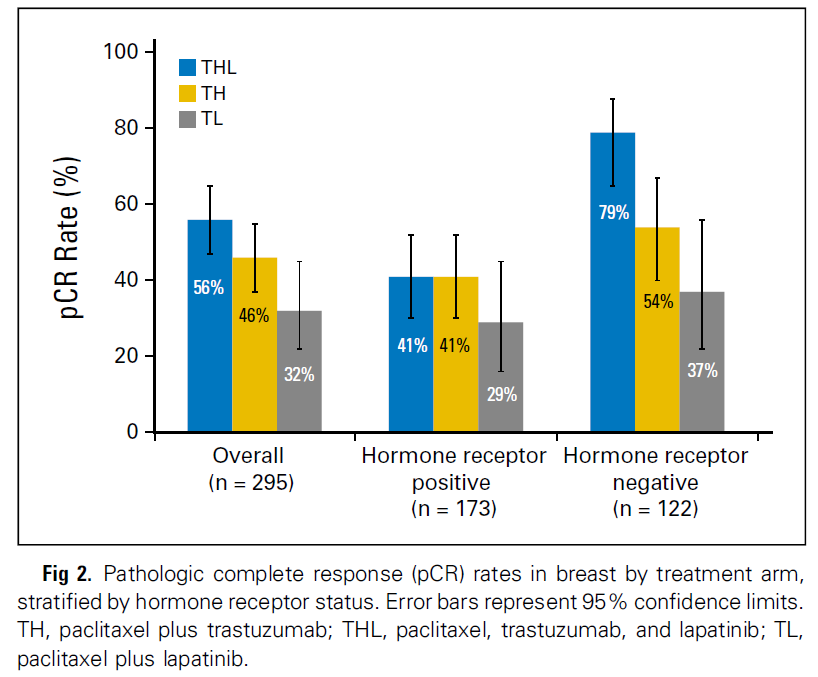 100
80
60
40
20
0
pCR Rate (%)
THL
TH
TL
56%
46%
32%
41%
41%
29%
79%
54%
37%
Overall
(n = 295)
Hormone receptor
positive
(n = 173)
Hormone receptor
negative
(n = 122)
Fig 2. Pathologic complete response (pCR) rates in breast by treatment arm,
stratified by hormone receptor status. Error bars represent 95% confidence limits.
TH, paclitaxel plus trastuzumab; THL, paclitaxel, trastuzumab, and lapatinib; TL,
paclitaxel plus lapatinib.